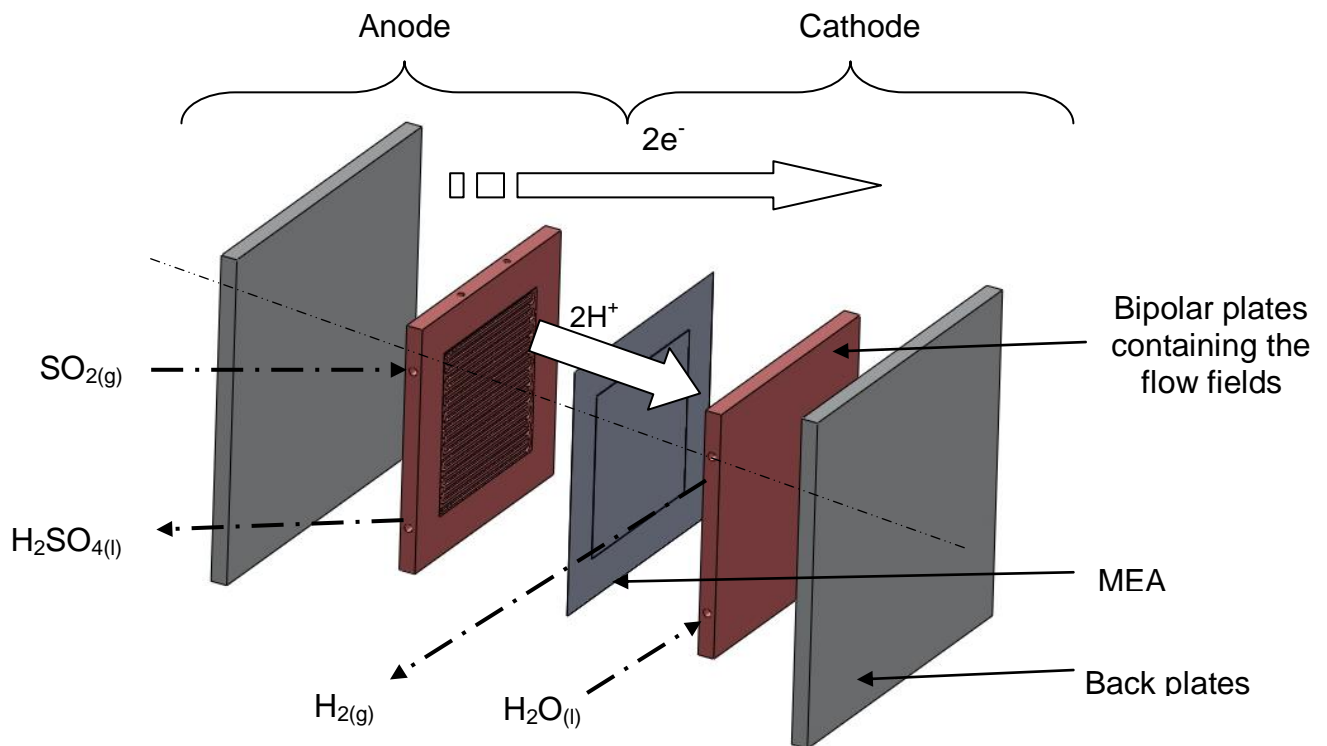 Anode
Cathode
2e⁻
2H⁺
Bipolar plates
containing the
flow fields
SO₂(g)
H₂SO₄(l)
MEA
H₂(g)
H₂O(l)
Back plates